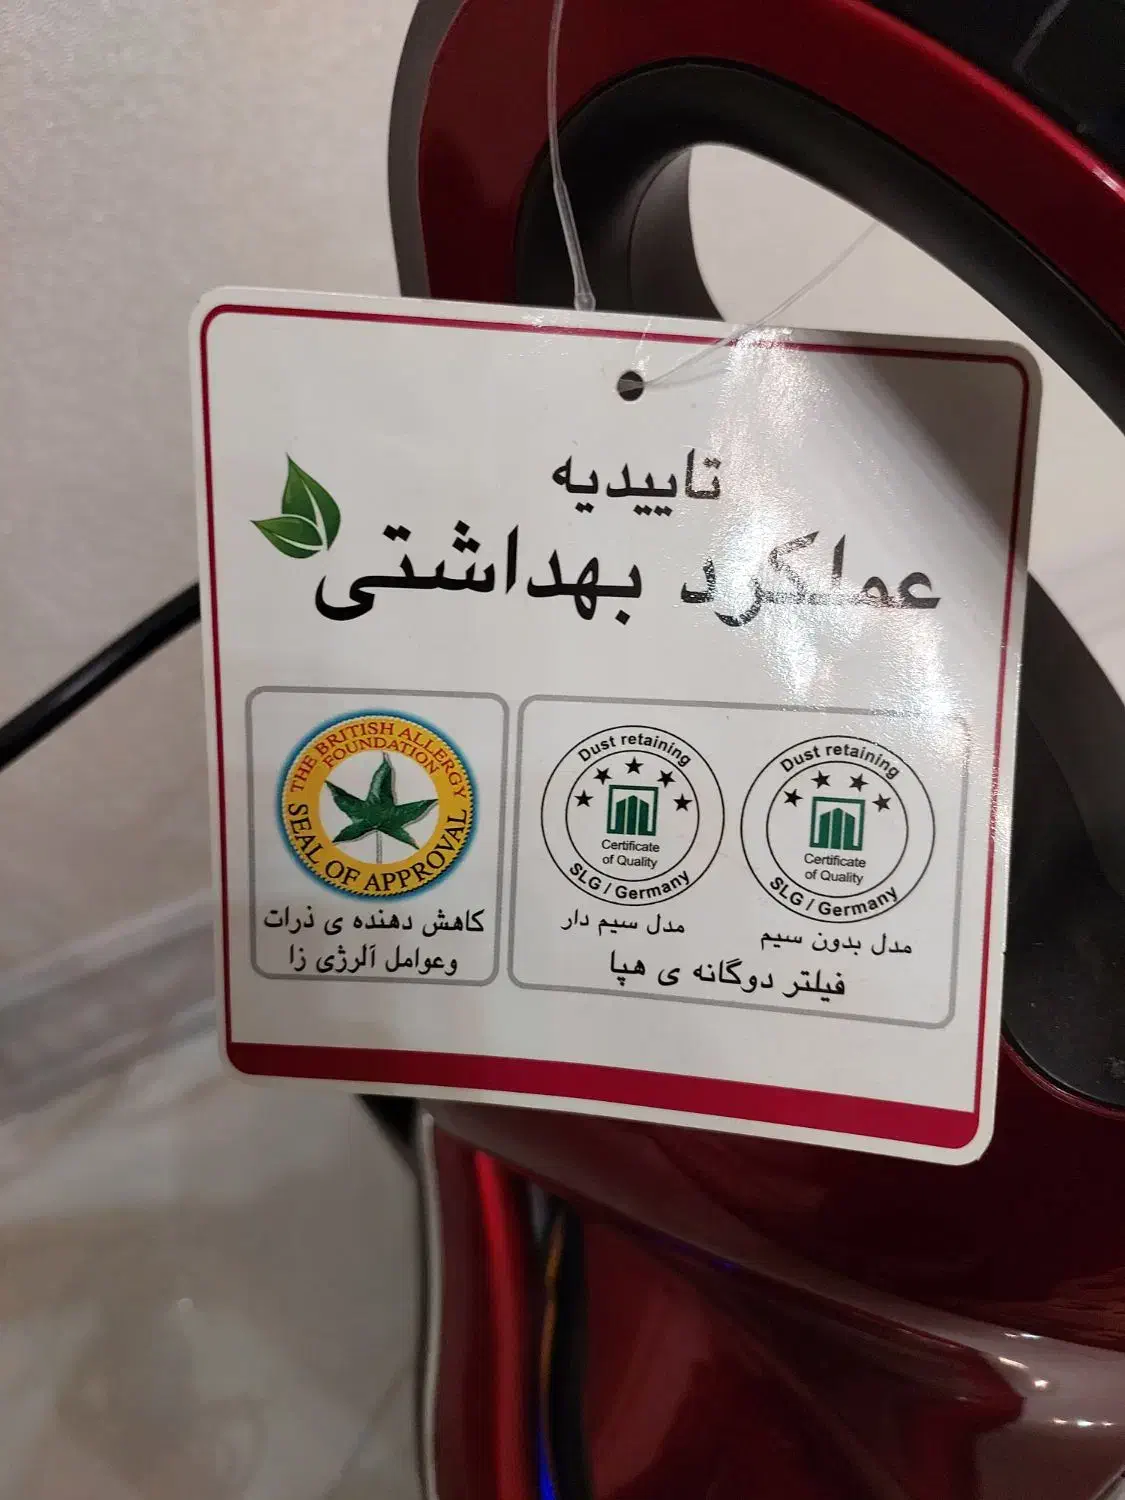 تاییدیه
عملکرد بهداشتی
Dust retaining
Certificate
of Quality
SLG / Germany
مدل بدون سیم
Dust retaining
Certificate
of Quality
SLG / Germany
مدل سیم دار
فیلتر دوگانه ی هپا
THE BRITISH ALLERGY
FOUNDATION
SEAL OF APPROVAL
کاهش دهنده ی ذرات
وعوامل آلرژی زا